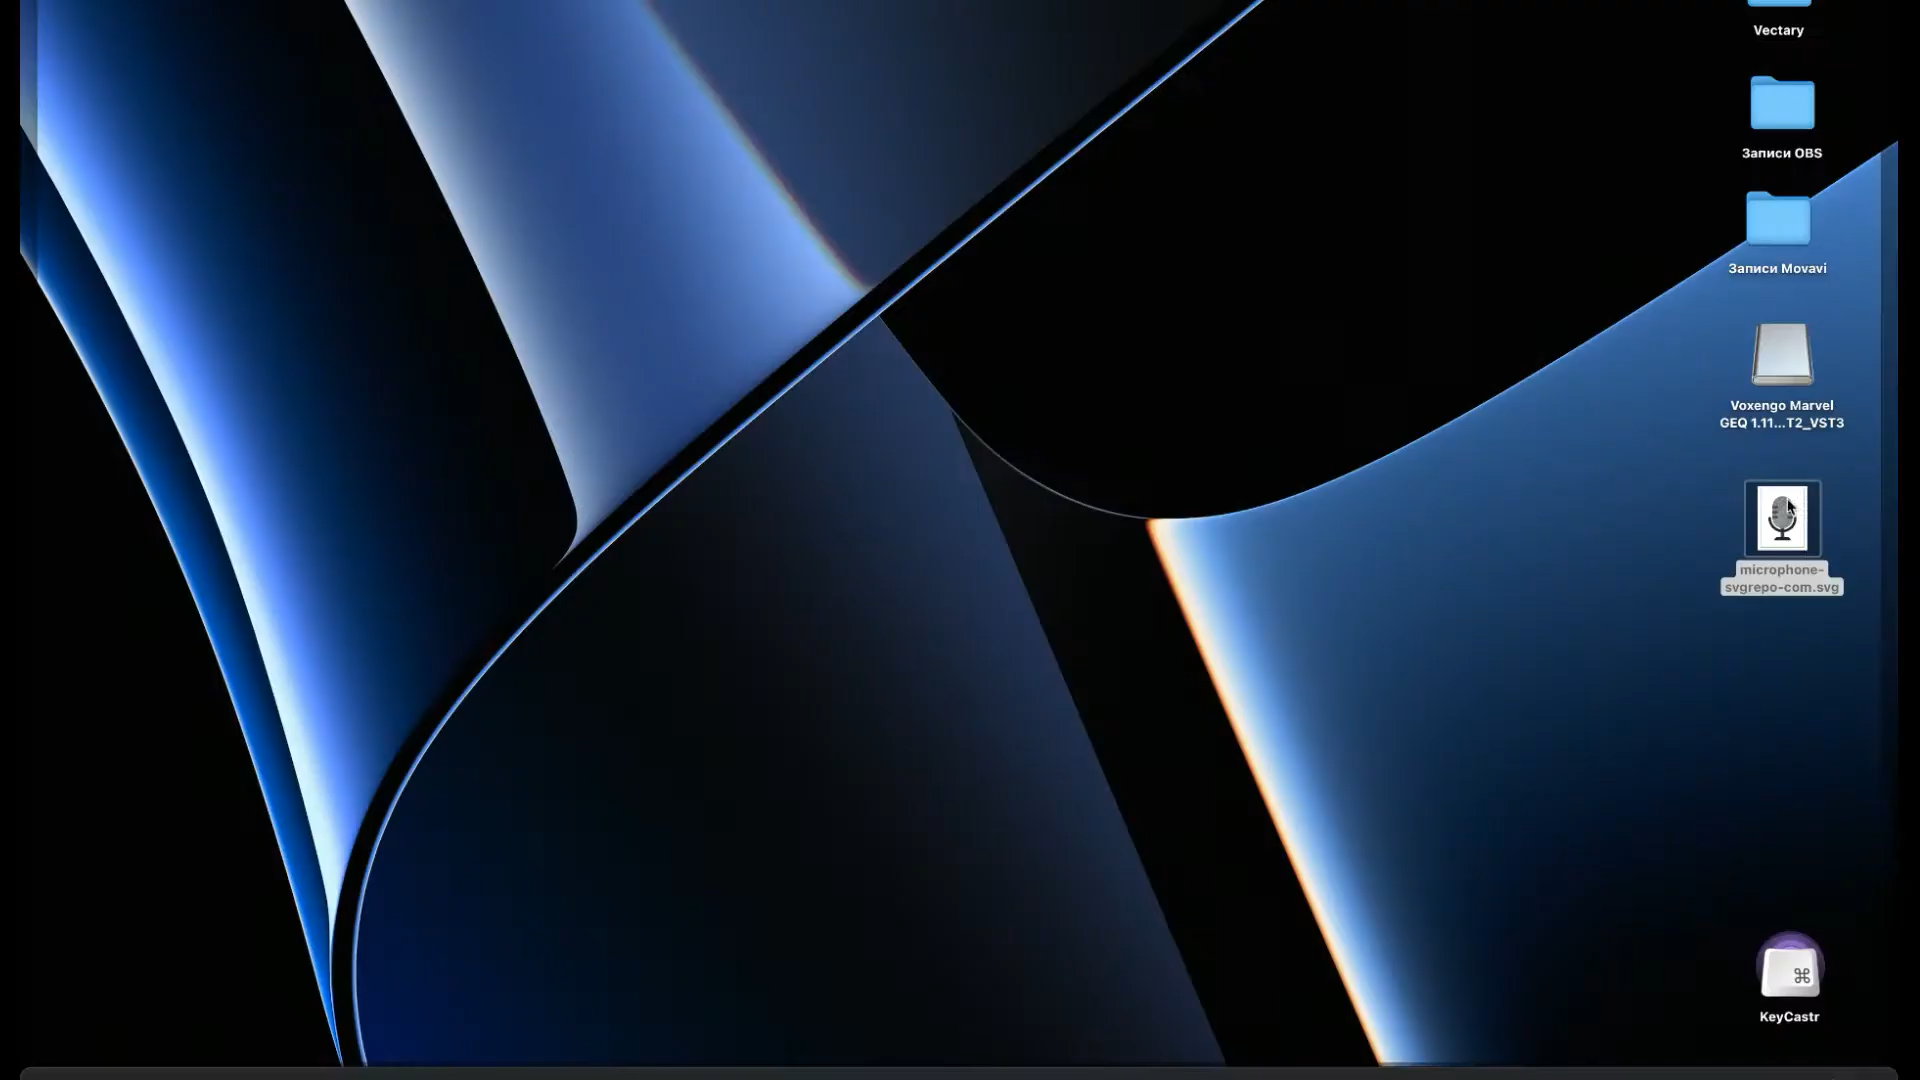 Vectary
Записи OBS
Записи Movavi
Voxengo Marvel
GEQ 1.11...T2_VST3
microphone-
svgrepo-com.svg
⌘
KeyCastr